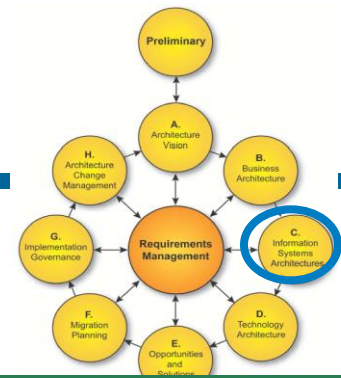 Preliminary
A.
Architecture
Vision
H.
Architecture
Change
Management
B.
Business
Architecture
G.
Implementation
Governance
Requirements
Management
C.
Information
Systems
Architectures
F.
Migration
Planning
D.
Technology
Architecture
E.
Opportunities
and
Solutions